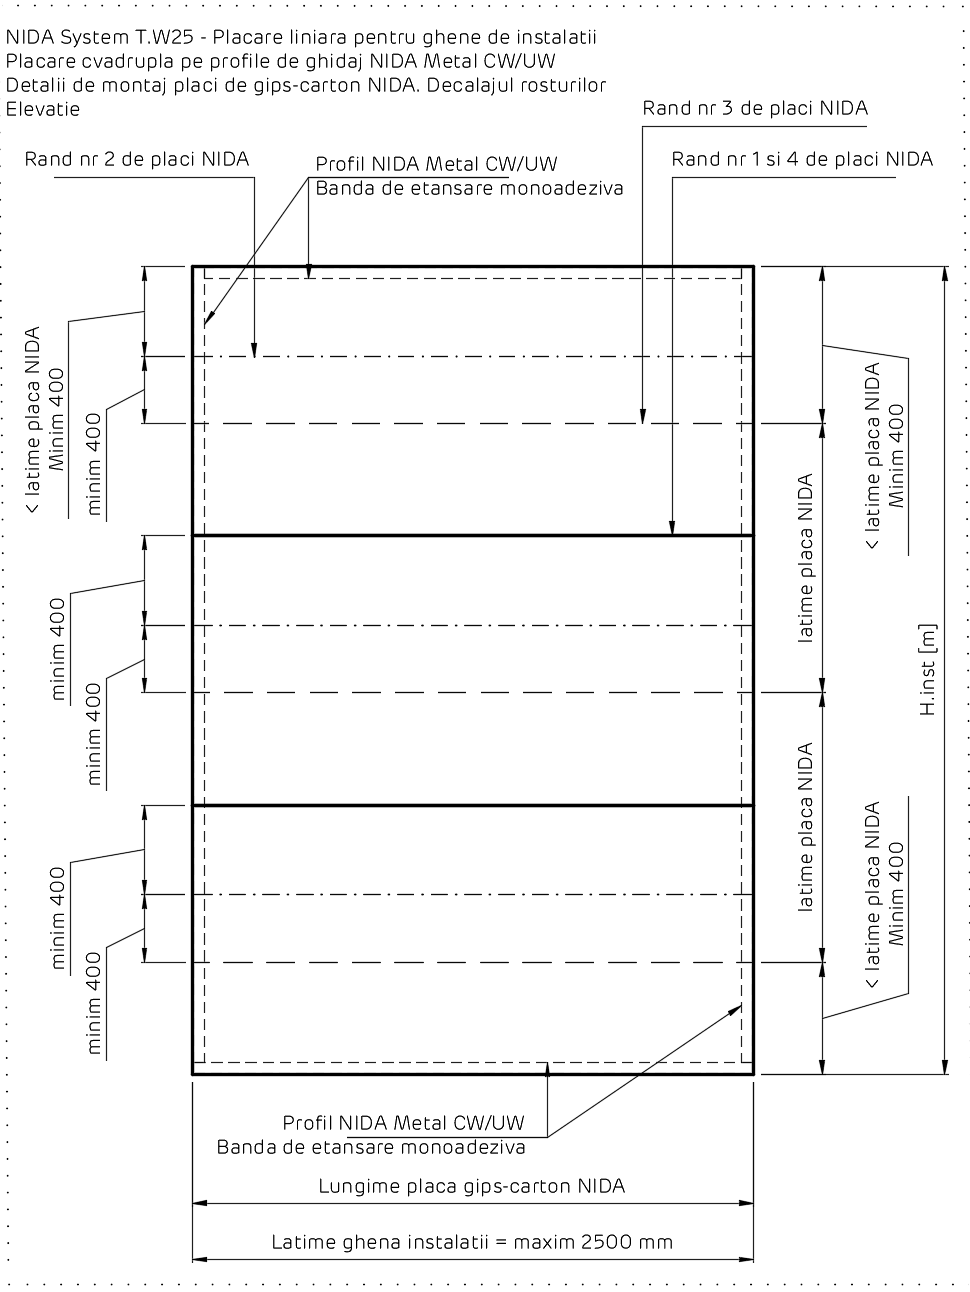 NIDA System T.W25 - Placare liniara pentru ghene de instalatii
Placare cvadrupla pe profile de ghidaj NIDA Metal CW/UW
Detalii de montaj placi de gips-carton NIDA. Decalajul rosturilor
Elevatie
Rand nr 3 de placi NIDA
Rand nr 2 de placi NIDA
Profil NIDA Metal CW/UW
Banda de etansare monoadeziva
Rand nr 1 si 4 de placi NIDA
< latime placa NIDA
Minim 400
minim 400
< latime placa NIDA
Minim 400
latime placa NIDA
minim 400
minim 400
H.inst [m]
latime placa NIDA
< latime placa NIDA
Minim 400
minim 400
minim 400
Profil NIDA Metal CW/UW
Banda de etansare monoadeziva
Lungime placa gips-carton NIDA
Latime ghena instalatii = maxim 2500 mm